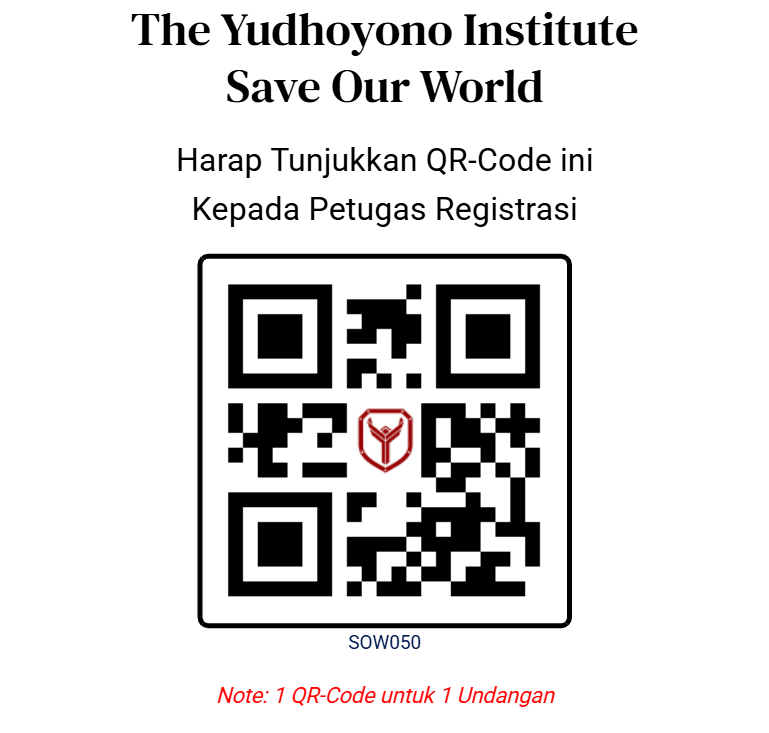 The Yudhoyono Institute
Save Our World
Harap Tunjukkan QR-Code ini
Kepada Petugas Registrasi
SOW050
Note: 1 QR-Code untuk 1 Undangan